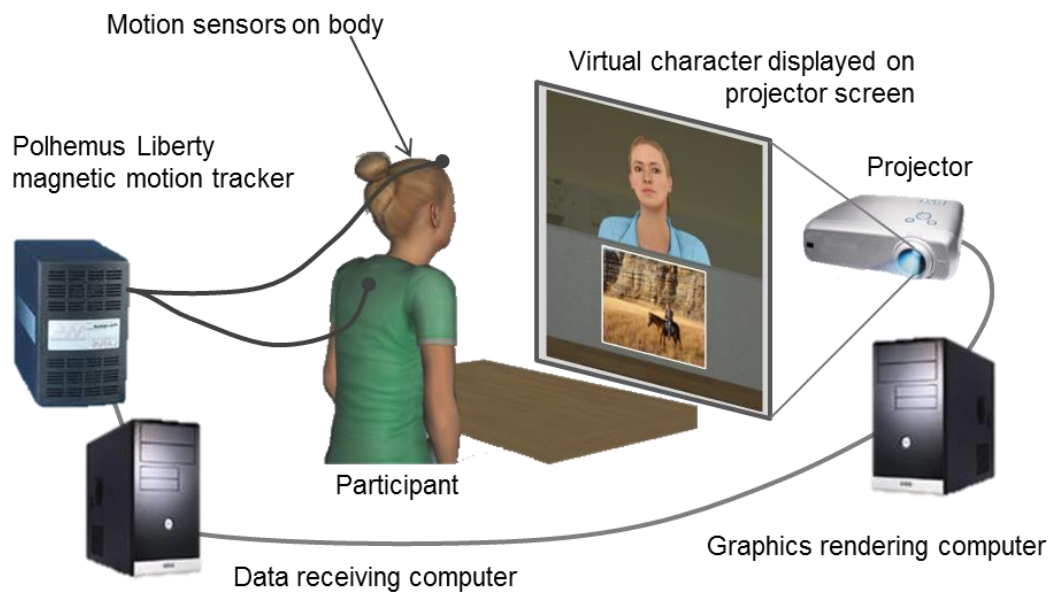 Motion sensors on body
Virtual character displayed on
projector screen
Polhemus Liberty
magnetic motion tracker
Projector
Participant
Graphics rendering computer
Data receiving computer